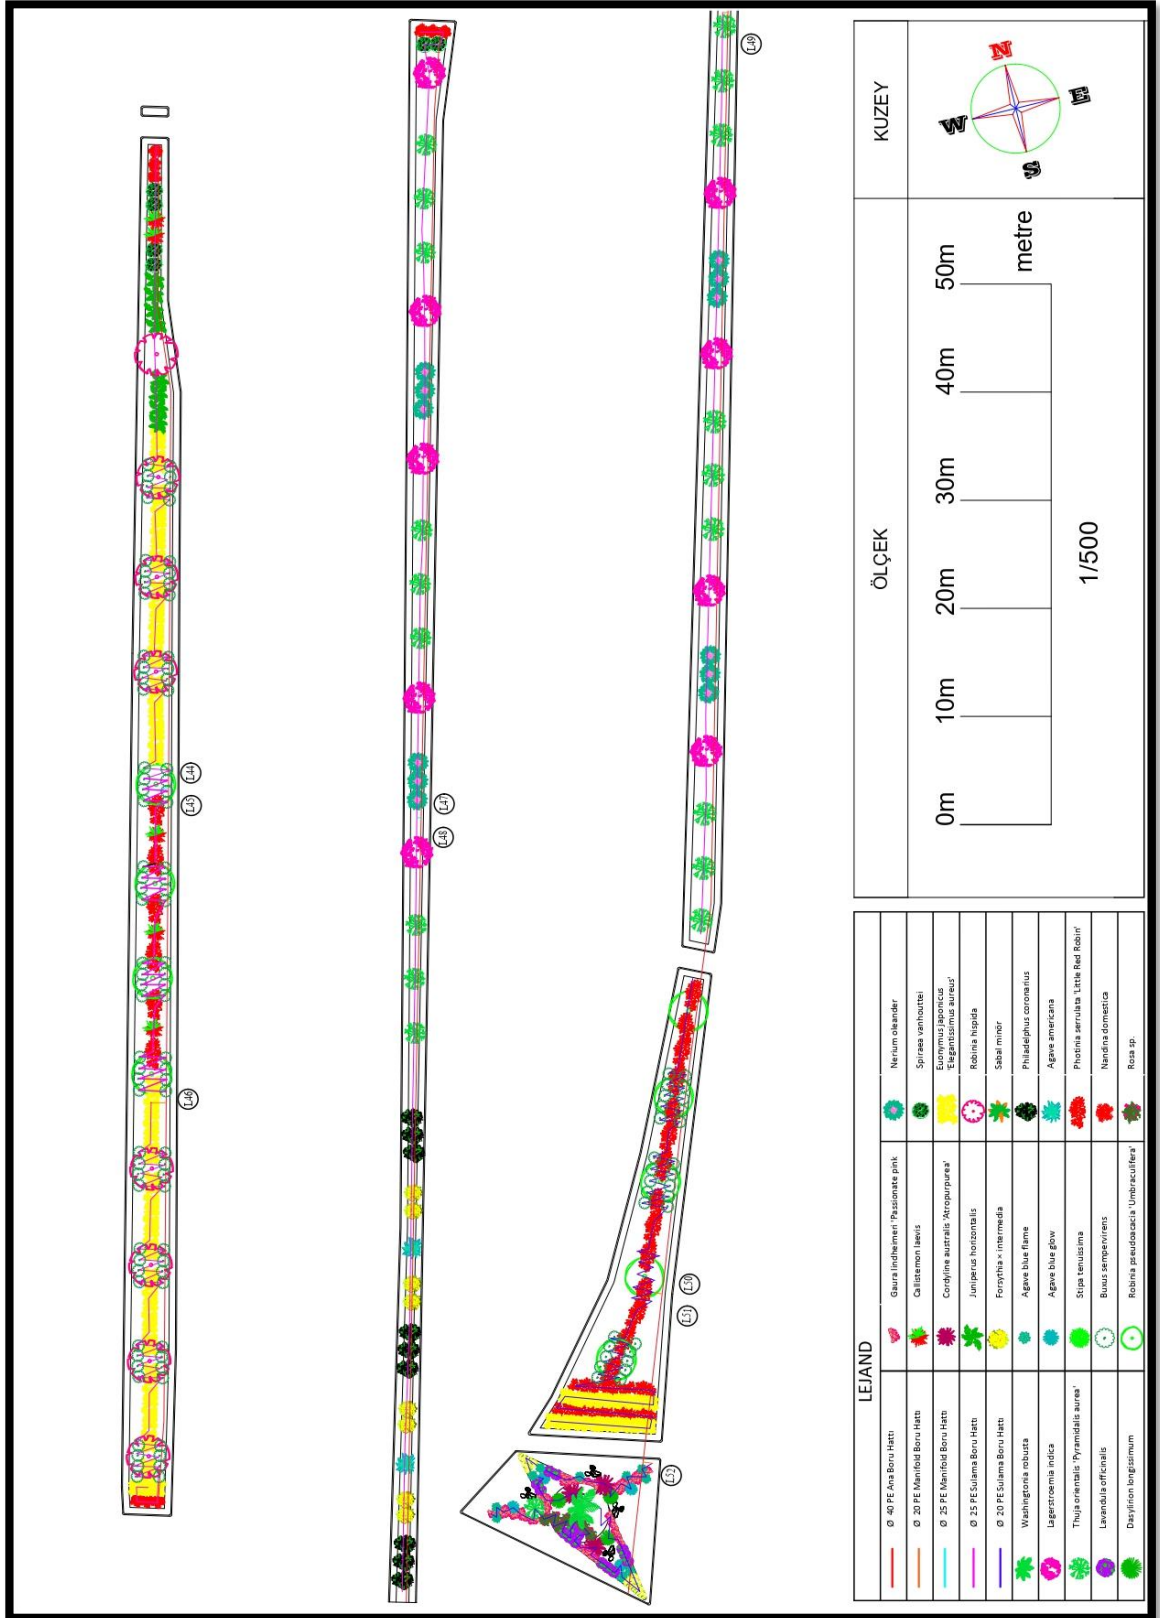 L44
L45
L46
L47
L48
L49
L50
L51
L52
KUZEY
N
E
S
W
ÖLÇEK
0m 10m 20m 30m 40m 50m
metre
1/500
LEJAND
Ø 40 PE Ana Boru Hattı
Ø 20 PE Manifold Boru Hattı
Ø 25 PE Manifold Boru Hattı
Ø 25 PE Sulama Boru Hattı
Ø 20 PE Sulama Boru Hattı
Washingtonia robusta
Lagerstroemia indica
Thuja orientalis 'Pyramidalis aurea'
Lavandula officinalis
Dasylirion longissimum
Gaura lindheimeri 'Passionate pink
Callistemon laevis
Cordyline australis 'Atropurpurea'
Juniperus horizontalis
Forsythia × intermedia
Agave blue flame
Agave blue glow
Stipa tenuissima
Buxus sempervirens
Robinia pseudoacacia 'Umbraculifera'
Nerium oleander
Spiraea vanhouttei
Euonymus japonicus
'Elegantissimus aureus'
Robinia hispida
Sabal minör
Philadelphus coronarius
Agave americana
Photinia serrulata 'Little Red Robin'
Nandina domestica
Rosa sp.